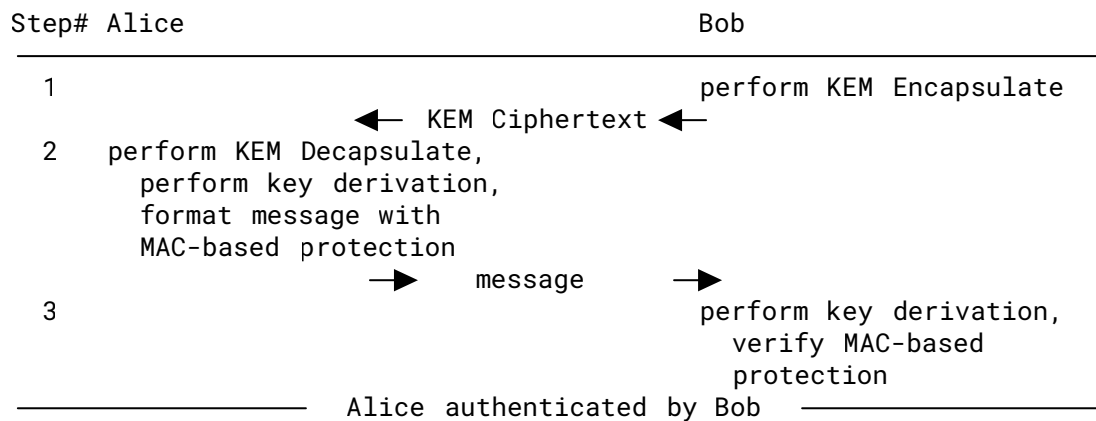 Step# Alice Bob
1 perform KEM Encapsulate
KEM Ciphertext
2 perform KEM Decapsulate,
perform key derivation,
format message with
MAC-based protection
message
3 perform key derivation,
verify MAC-based
protection
Alice authenticated by Bob